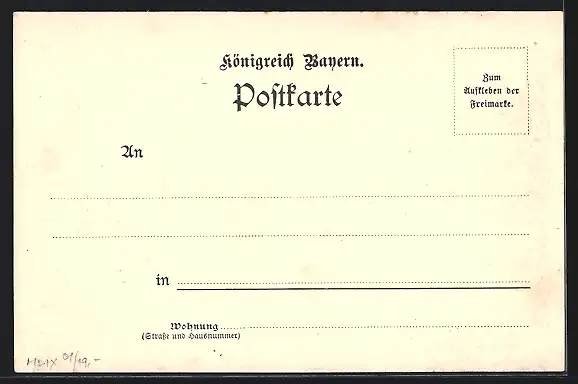 Königreich Bayern.
Postkarte
Zum
Aufkleben der
Freimarke.
An
in
Wohnung
(Straße und Hausnummer)